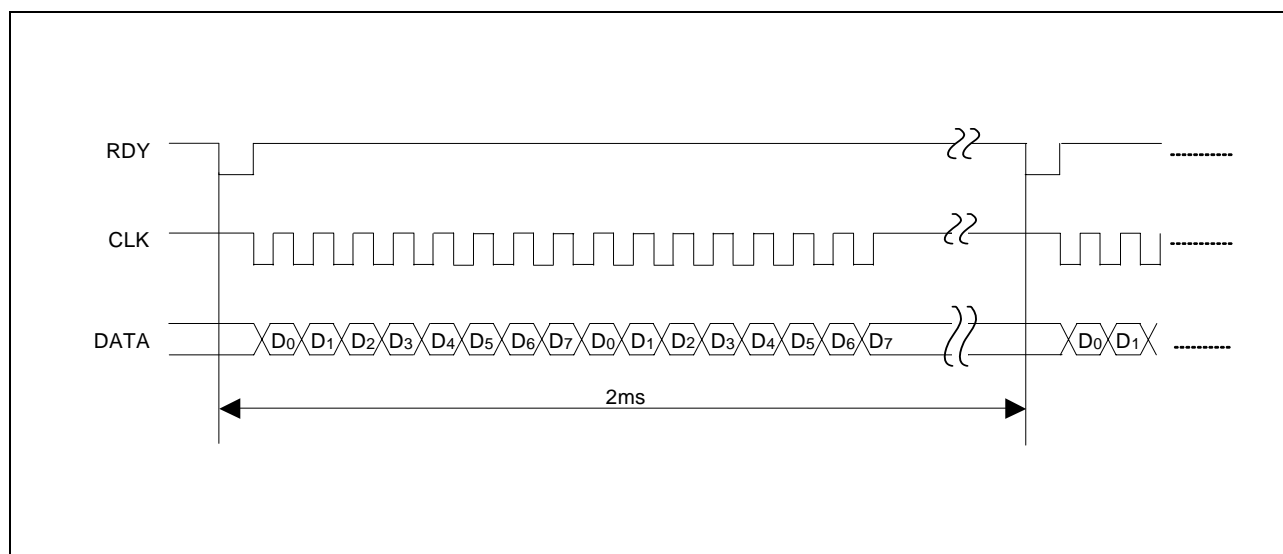 RDY
CLK
DATA D0 D1 D2 D3 D4 D5 D6 D7 D0 D1 D2 D3 D4 D5 D6 D7 D0 D1
2ms